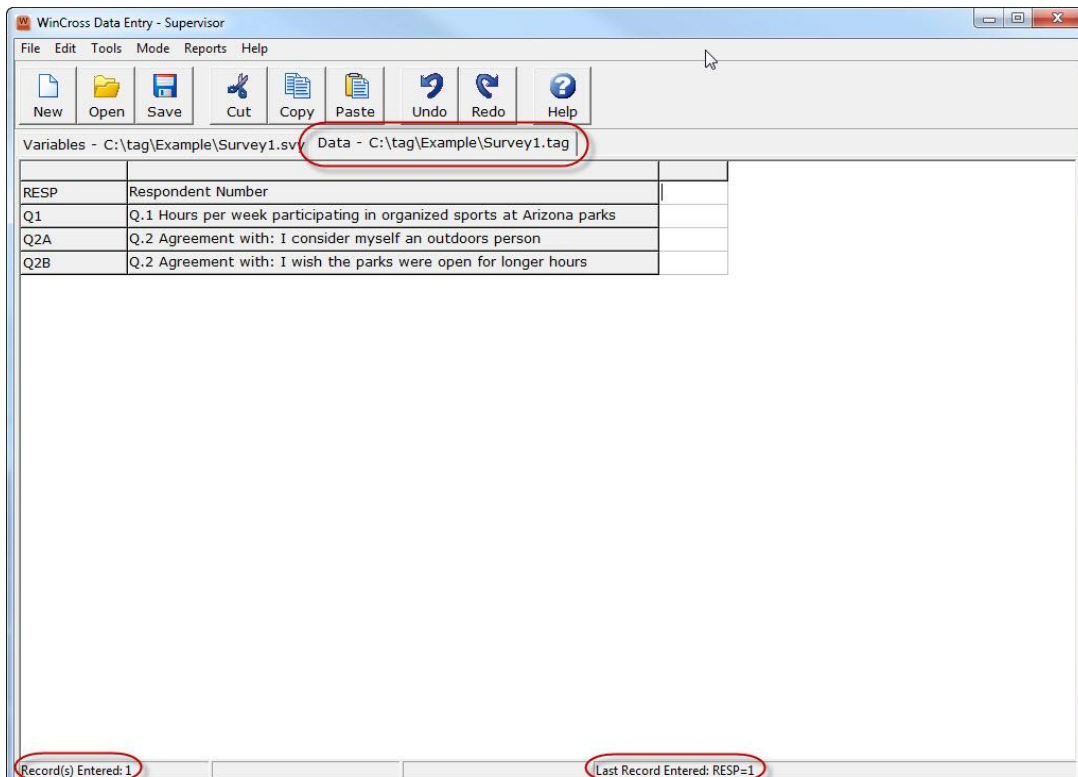 WinCross Data Entry - Supervisor
File Edit Tools Mode Reports Help
New Open Save Cut Copy Paste Undo Redo Help
Variables - C:\tag\Example\Survey1.svy Data - C:\tag\Example\Survey1.tag
RESP Respondent Number
Q1 Q.1 Hours per week participating in organized sports at Arizona parks
Q2A Q.2 Agreement with: I consider myself an outdoors person
Q2B Q.2 Agreement with: I wish the parks were open for longer hours
Record(s) Entered: 1 Last Record Entered: RESP=1